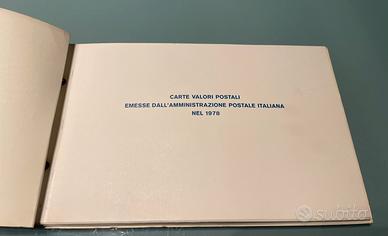 CARTE VALORI POSTALI
EMESSE DALL'AMMINISTRAZIONE POSTALE ITALIANA
NEL 1978
subito